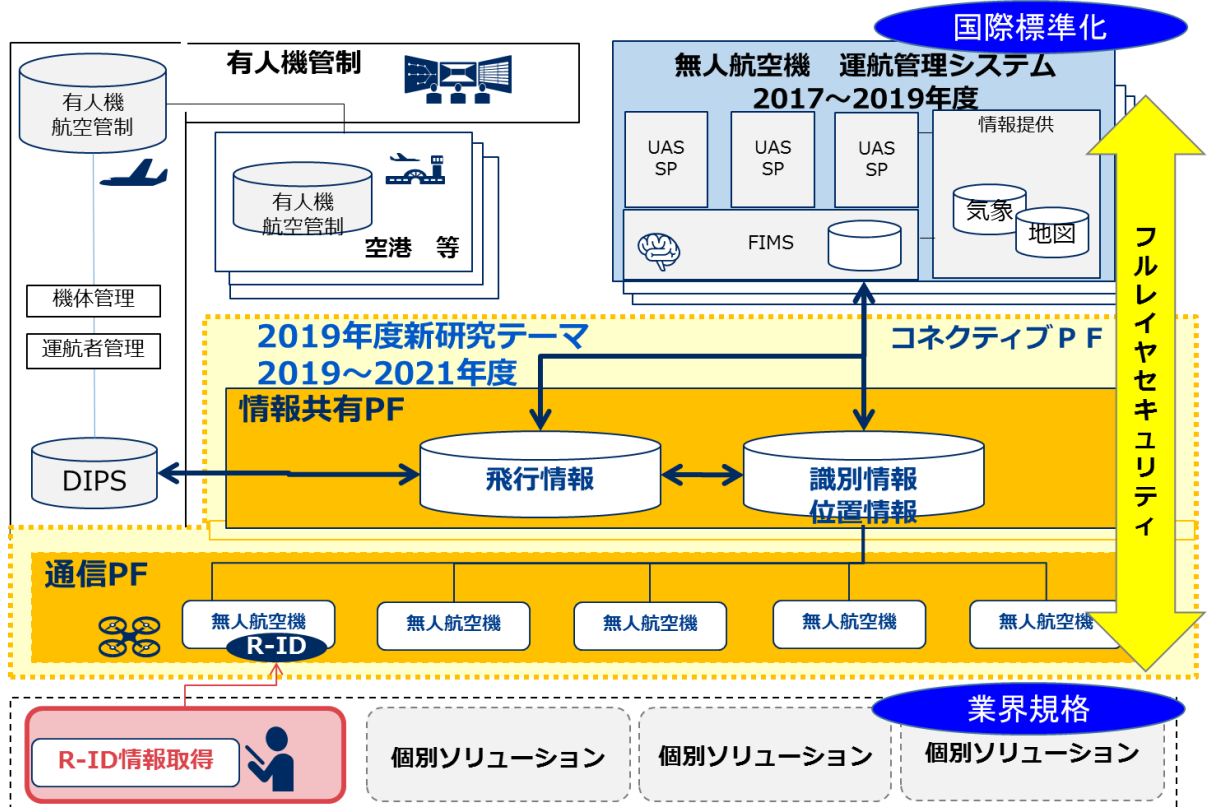 国際標準化
有人機管制
有人機
航空管制
有人機
航空管制
空港　等
無人航空機　運航管理システム
2017～2019年度
UAS
SP
UAS
SP
UAS
SP
情報提供
気象
地図
FIMS
機体管理
運航者管理
DIPS
2019年度新研究テーマ
2019～2021年度
コネクティブＰＦ
情報共有PF
飛行情報
識別情報
位置情報
フルレイヤセキュリティ
通信PF
無人航空機
R-ID
無人航空機
無人航空機
無人航空機
無人航空機
業界規格
R-ID情報取得
個別ソリューション
個別ソリューション
個別ソリューション